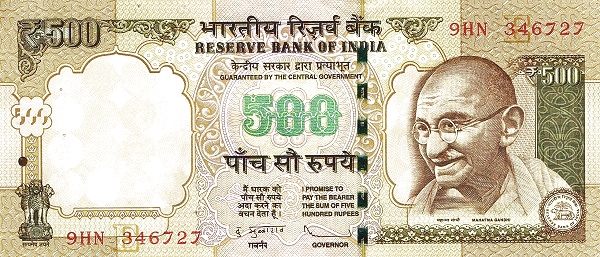 ₹500
भारतीय रिज़र्व बैंक
RESERVE BANK OF INDIA
9HN 346727
केन्द्रीय सरकार द्वारा प्रत्याभूत
GUARANTEED BY THE CENTRAL GOVERNMENT
₹500
500
पाँच सौ रुपये
मैं धारक को
पाँच सौ रुपये
अदा करने का
वचन देता हूँ।
I PROMISE TO
PAY THE BEARER
THE SUM OF FIVE
HUNDRED RUPEES
महात्मा गांधी
MAHATMA GANDHI
सत्यमेव जयते
9HN 346727
गवर्नर
GOVERNOR